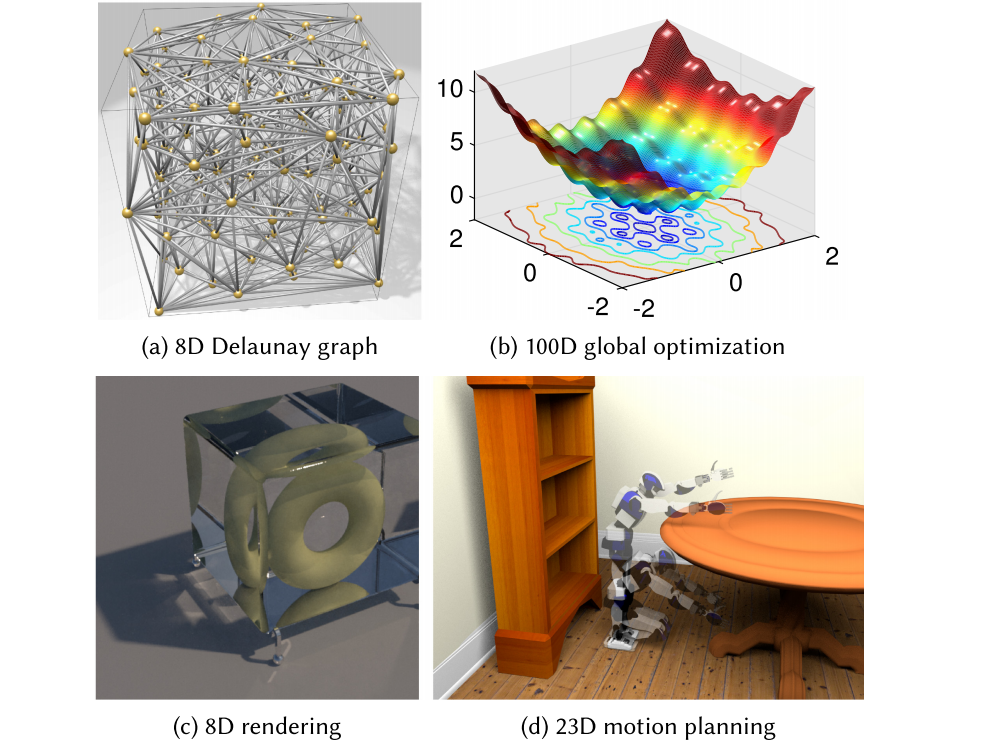 10
5
0
2
0
-2
-2
0
2
(a) 8D Delaunay graph
(b) 100D global optimization
(c) 8D rendering
(d) 23D motion planning